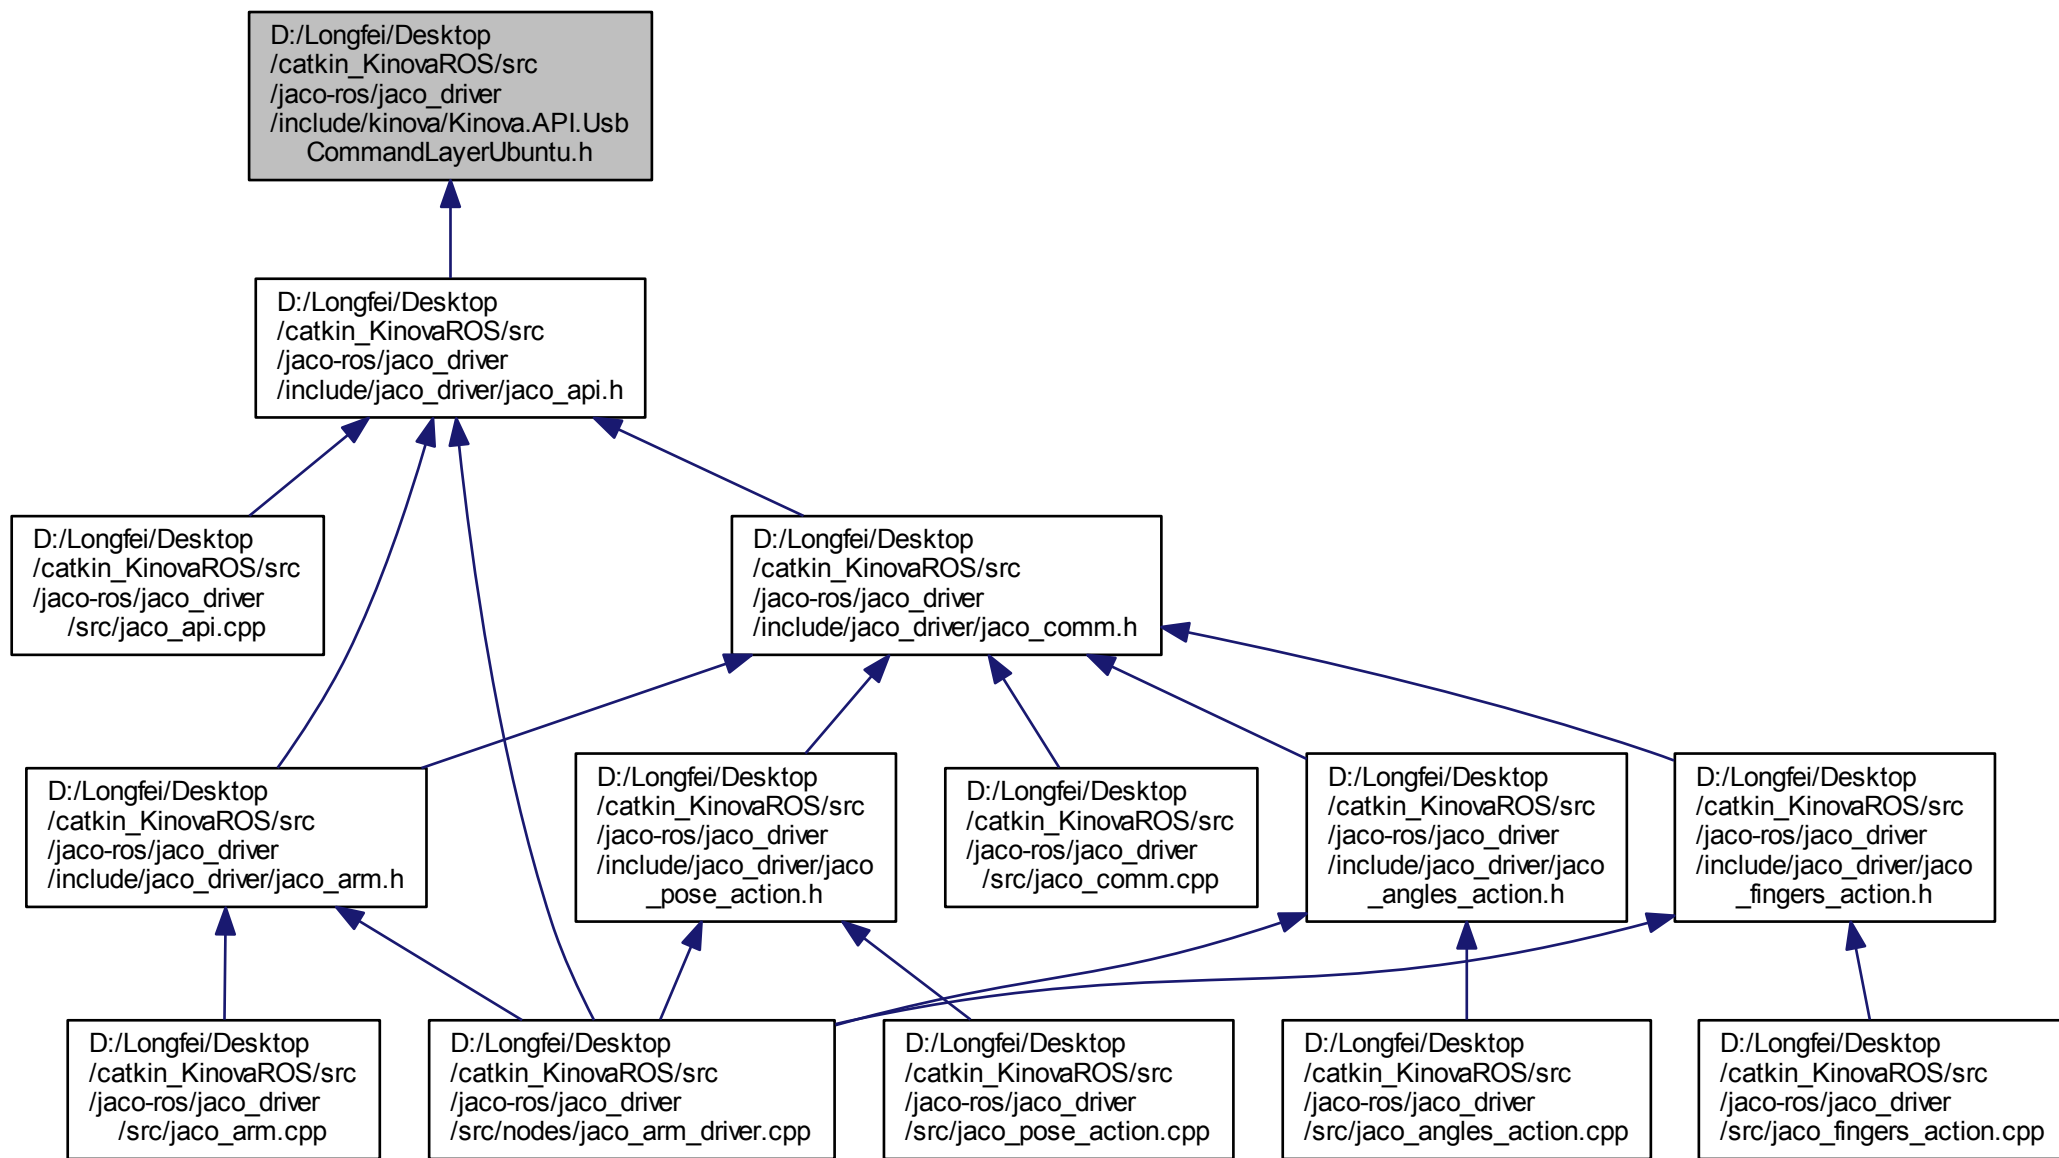 D:/Longfei/Desktop
/catkin_KinovaROS/src
/jaco-ros/jaco_driver
/include/kinova/Kinova.API.Usb
CommandLayerUbuntu.h
D:/Longfei/Desktop
/catkin_KinovaROS/src
/jaco-ros/jaco_driver
/include/jaco_driver/jaco_api.h
D:/Longfei/Desktop
/catkin_KinovaROS/src
/jaco-ros/jaco_driver
/src/jaco_api.cpp
D:/Longfei/Desktop
/catkin_KinovaROS/src
/jaco-ros/jaco_driver
/include/jaco_driver/jaco_comm.h
D:/Longfei/Desktop
/catkin_KinovaROS/src
/jaco-ros/jaco_driver
/include/jaco_driver/jaco_arm.h
D:/Longfei/Desktop
/catkin_KinovaROS/src
/jaco-ros/jaco_driver
/include/jaco_driver/jaco
_pose_action.h
D:/Longfei/Desktop
/catkin_KinovaROS/src
/jaco-ros/jaco_driver
/src/jaco_comm.cpp
D:/Longfei/Desktop
/catkin_KinovaROS/src
/jaco-ros/jaco_driver
/include/jaco_driver/jaco
_angles_action.h
D:/Longfei/Desktop
/catkin_KinovaROS/src
/jaco-ros/jaco_driver
/include/jaco_driver/jaco
_fingers_action.h
D:/Longfei/Desktop
/catkin_KinovaROS/src
/jaco-ros/jaco_driver
/src/jaco_arm.cpp
D:/Longfei/Desktop
/catkin_KinovaROS/src
/jaco-ros/jaco_driver
/src/nodes/jaco_arm_driver.cpp
D:/Longfei/Desktop
/catkin_KinovaROS/src
/jaco-ros/jaco_driver
/src/jaco_pose_action.cpp
D:/Longfei/Desktop
/catkin_KinovaROS/src
/jaco-ros/jaco_driver
/src/jaco_angles_action.cpp
D:/Longfei/Desktop
/catkin_KinovaROS/src
/jaco-ros/jaco_driver
/src/jaco_fingers_action.cpp